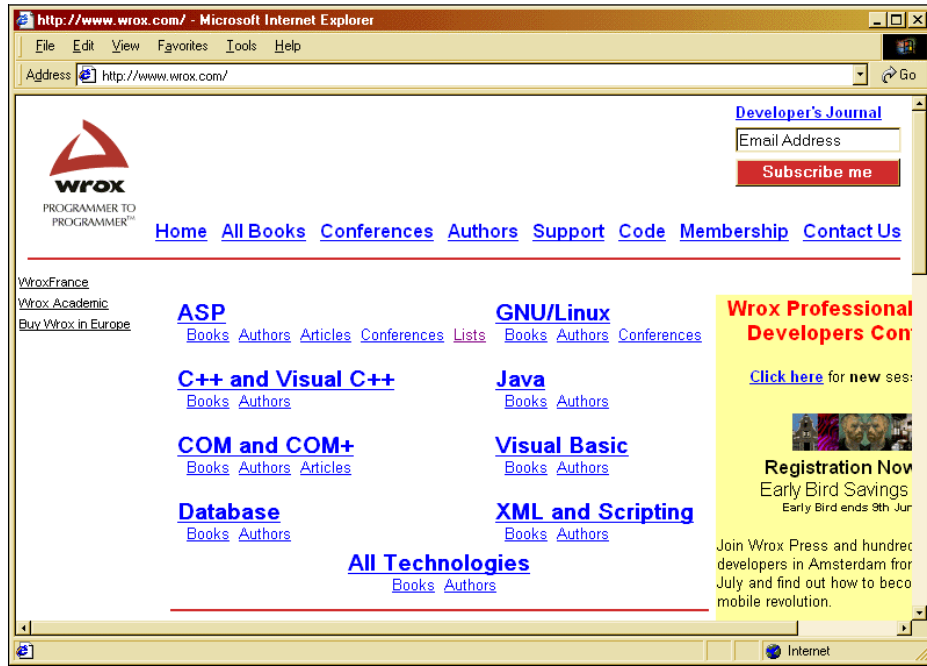 http://www.wrox.com/ - Microsoft Internet Explorer
File Edit View Favorites Tools Help
Address http://www.wrox.com/ Go
Developer's Journal
Email Address
Subscribe me
wrox
PROGRAMMER TO
PROGRAMMER™
Home All Books Conferences Authors Support Code Membership Contact Us
WroxFrance
Wrox Academic
Buy Wrox in Europe
ASP
Books Authors Articles Conferences Lists
GNU/Linux
Books Authors Conferences
C++ and Visual C++
Books Authors
Java
Books Authors
COM and COM+
Books Authors Articles
Visual Basic
Books Authors
Database
Books Authors
XML and Scripting
Books Authors
All Technologies
Books Authors
Wrox Professional
Developers Con
Click here for new ses
Registration Now
Early Bird Savings
Early Bird ends 9th Jun
Join Wrox Press and hundred
developers in Amsterdam from
July and find out how to beco
mobile revolution.
Internet